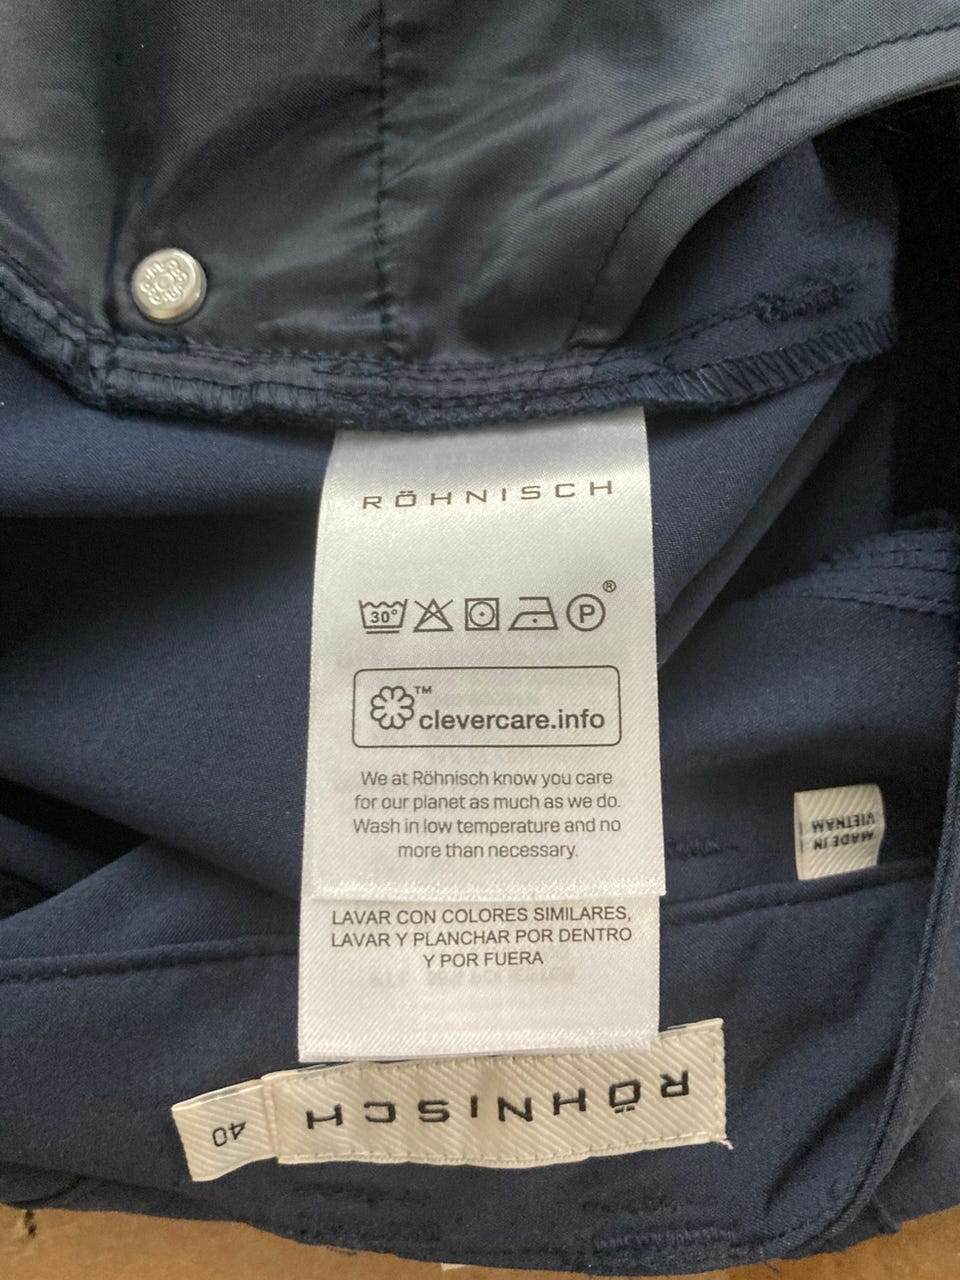 RÖHNISCH
30°
P
®
TM
clevercare.info
We at Röhnisch know you care
for our planet as much as we do.
Wash in low temperature and no
more than necessary.
LAVAR CON COLORES SIMILARES,
LAVAR Y PLANCHAR POR DENTRO
Y POR FUERA
MADE IN
VIETNAM
RÖHNISCH
40